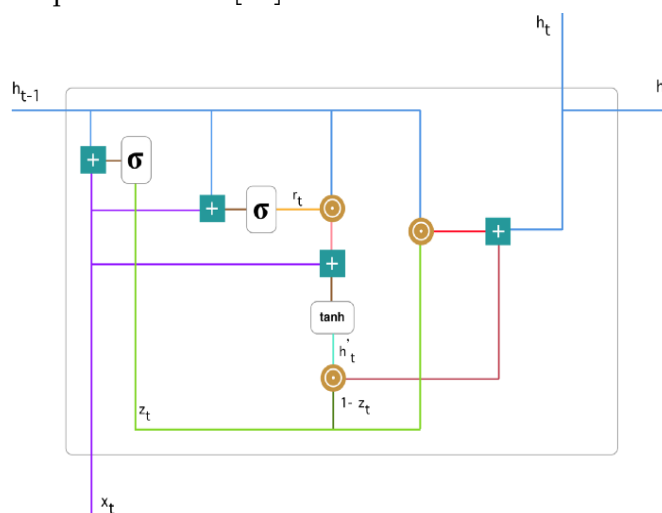 h_t
h_{t-1}
h
σ
σ
r_t
tanh
h'_t
z_t
1- z_t
x_t